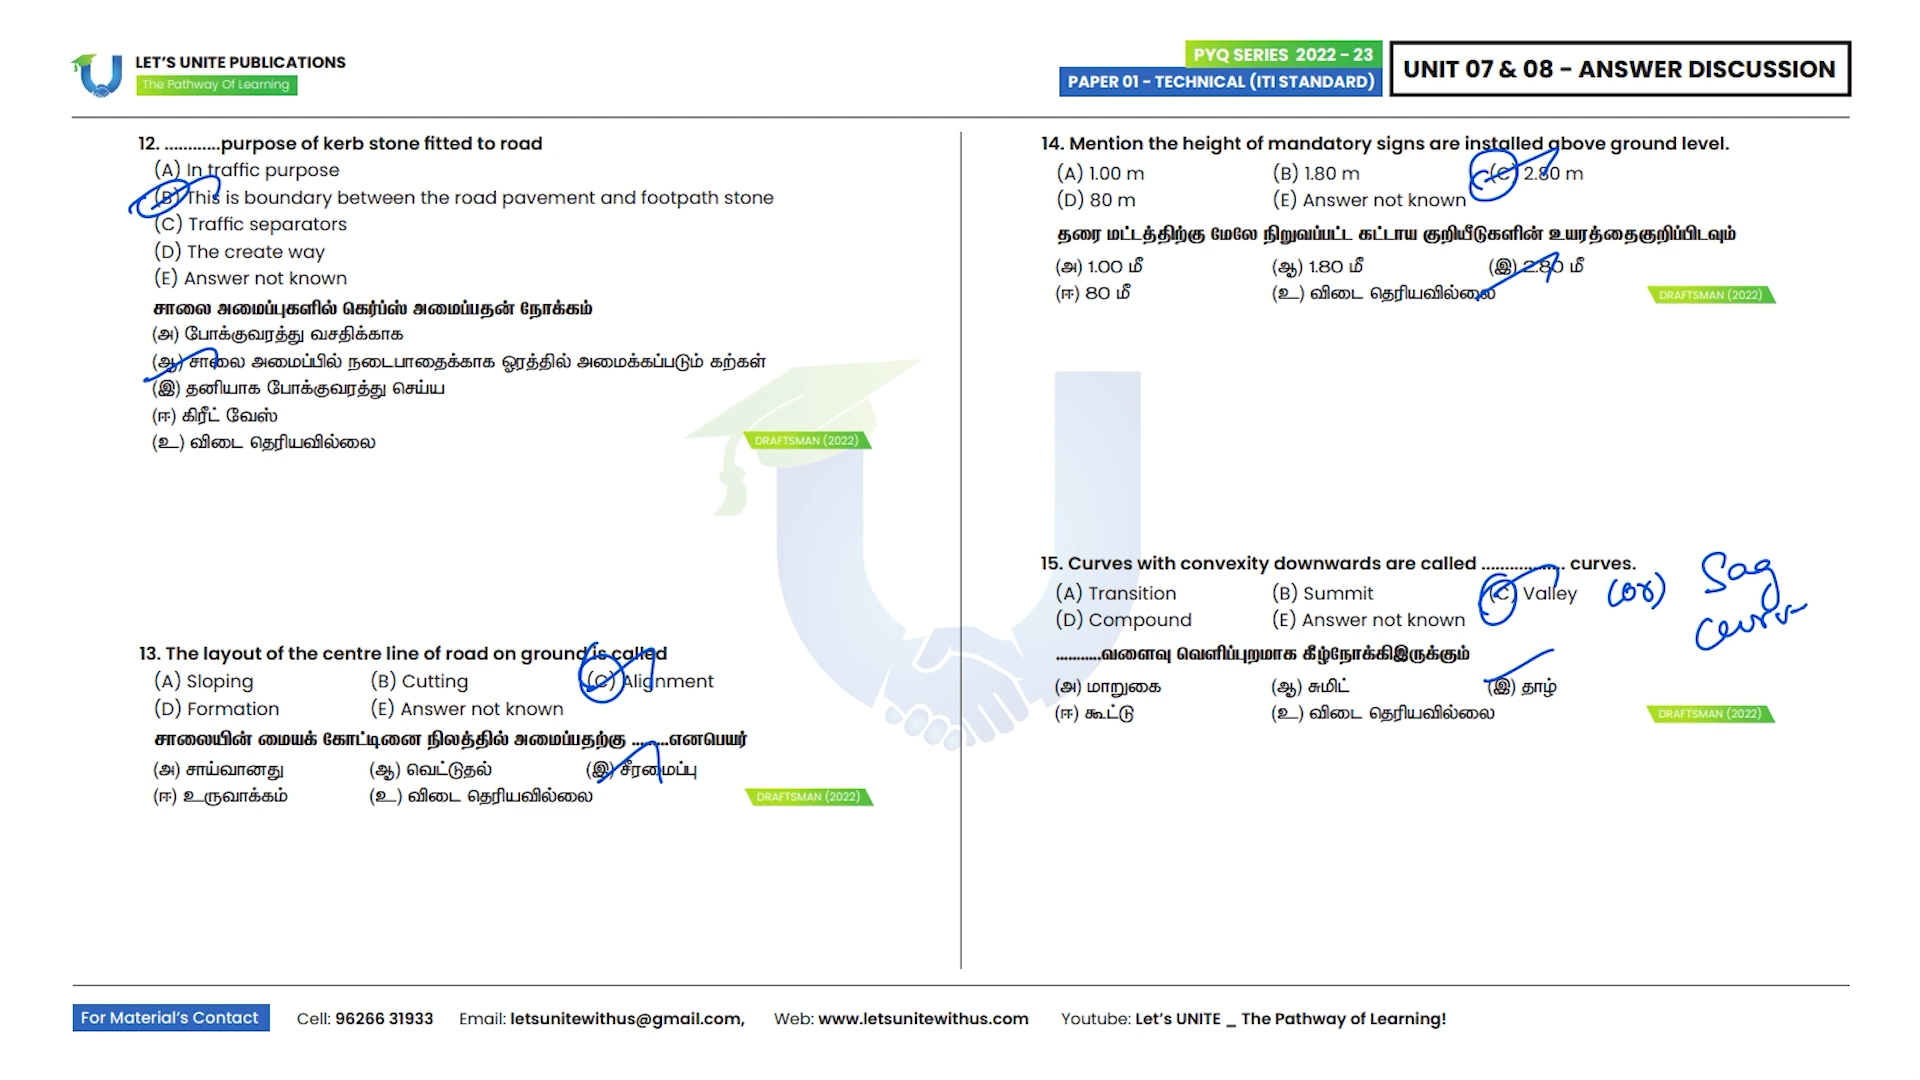 LET'S UNITE PUBLICATIONS
The Pathway Of Learning
PYQ SERIES 2022 - 23
PAPER 01 - TECHNICAL (ITI STANDARD)
UNIT 07 & 08 - ANSWER DISCUSSION
12. ............purpose of kerb stone fitted to road
(A) In traffic purpose
(B) This is boundary between the road pavement and footpath stone
(C) Traffic separators
(D) The create way
(E) Answer not known
சாலை அமைப்புகளில் கெர்ப்ஸ் அமைப்பதன் நோக்கம்
(அ) போக்குவரத்து வசதிக்காக
(ஆ) சாலை அமைப்பில் நடைபாதைக்காக ஓரத்தில் அமைக்கப்படும் கற்கள்
(இ) தனியாக போக்குவரத்து செய்ய
(ஈ) கிரீட் வேஸ்
(உ) விடை தெரியவில்லை
DRAFTSMAN (2022)
13. The layout of the centre line of road on ground is called
(A) Sloping (B) Cutting (C) Alignment
(D) Formation (E) Answer not known
சாலையின் மையக் கோட்டினை நிலத்தில் அமைப்பதற்கு .........எனபெயர்
(அ) சாய்வானது (ஆ) வெட்டுதல் (இ) சீரமைப்பு
(ஈ) உருவாக்கம் (உ) விடை தெரியவில்லை
DRAFTSMAN (2022)
14. Mention the height of mandatory signs are installed above ground level.
(A) 1.00 m (B) 1.80 m (C) 2.80 m
(D) 80 m (E) Answer not known
தரை மட்டத்திற்கு மேலே நிறுவப்பட்ட கட்டாய குறியீடுகளின் உயரத்தைகுறிப்பிடவும்
(அ) 1.00 மீ (ஆ) 1.80 மீ (இ) 2.80 மீ
(ஈ) 80 மீ (உ) விடை தெரியவில்லை
DRAFTSMAN (2022)
15. Curves with convexity downwards are called .................. curves.
(A) Transition (B) Summit (C) Valley (or) Sag
(D) Compound (E) Answer not known curve
...........வளைவு வெளிப்புறமாக கீழ்நோக்கிஇருக்கும்
(அ) மாறுகை (ஆ) சுமிட் (இ) தாழ்
(ஈ) கூட்டு (உ) விடை தெரியவில்லை
DRAFTSMAN (2022)
For Material's Contact Cell: 96266 31933 Email: letsunitewithus@gmail.com, Web: www.letsunitewithus.com Youtube: Let's UNITE _ The Pathway of Learning!